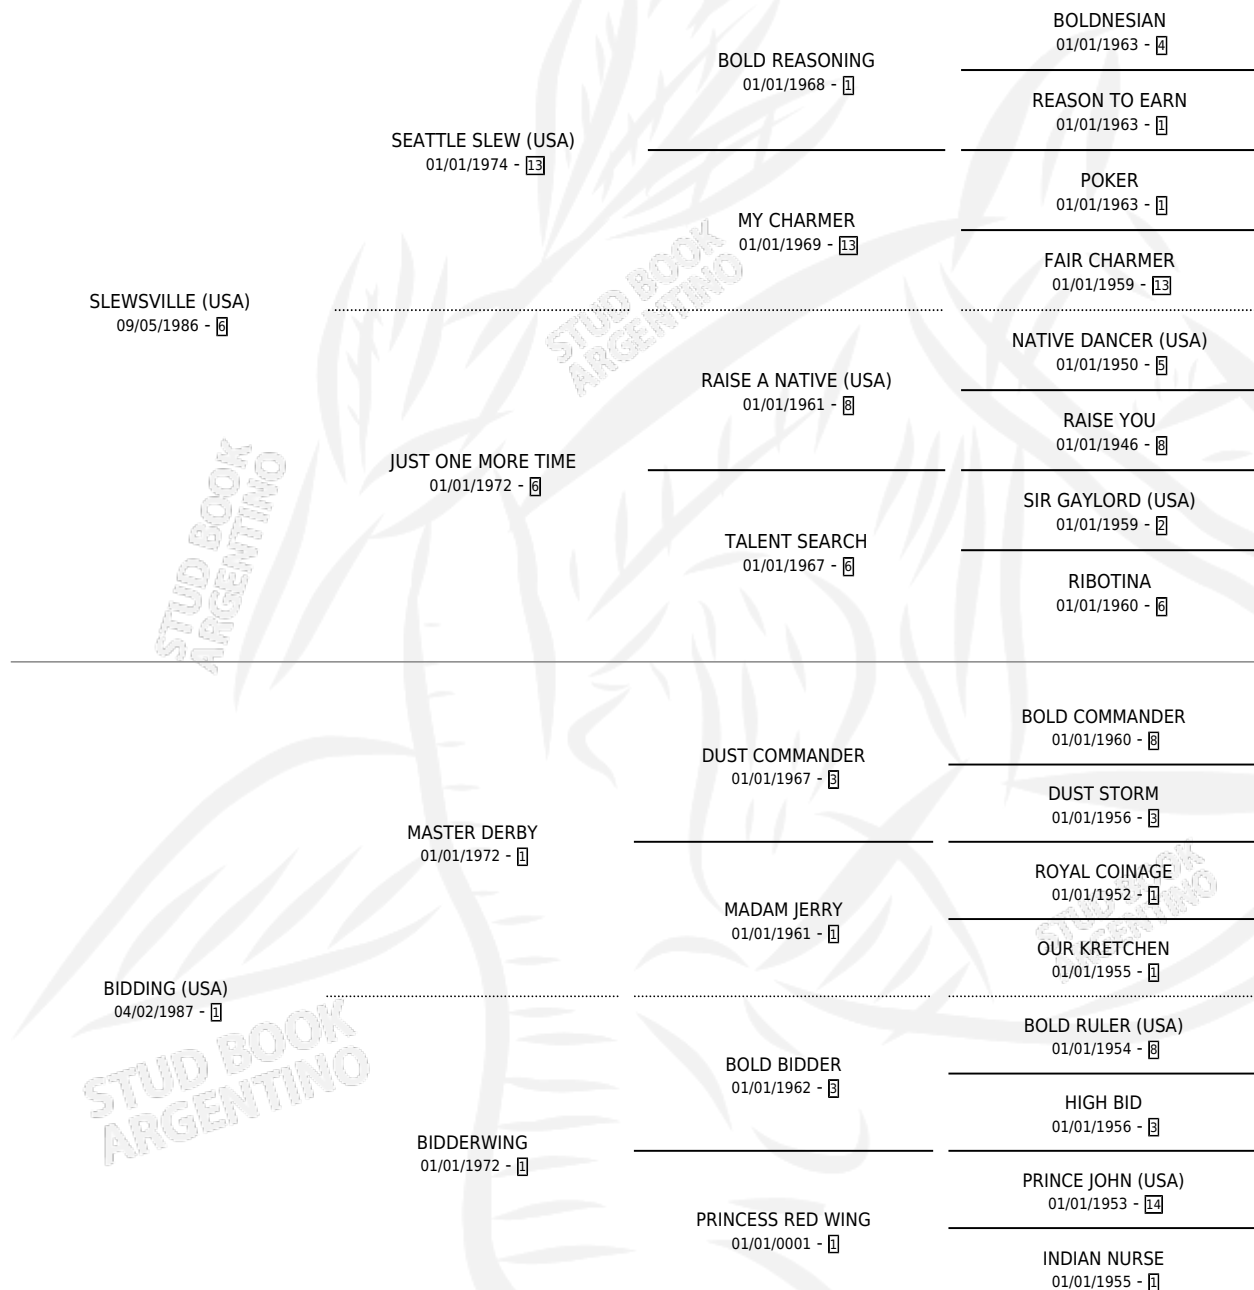 BOLDNESIAN
01/01/1963 - 4
BOLD REASONING
01/01/1968 - 1
REASON TO EARN
01/01/1963 - 1
SEATTLE SLEW (USA)
01/01/1974 - 13
POKER
01/01/1963 - 1
MY CHARMER
01/01/1969 - 13
FAIR CHARMER
01/01/1959 - 13
SLEWSVILLE (USA)
09/05/1986 - 6
STUD BOOK
ARGENTINO
NATIVE DANCER (USA)
01/01/1950 - 5
RAISE A NATIVE (USA)
01/01/1961 - 8
RAISE YOU
01/01/1946 - 8
JUST ONE MORE TIME
01/01/1972 - 6
SIR GAYLORD (USA)
01/01/1959 - 2
TALENT SEARCH
01/01/1967 - 6
RIBOTINA
01/01/1960 - 6
STUD BOOK
ARGENTINO
BOLD COMMANDER
01/01/1960 - 8
DUST COMMANDER
01/01/1967 - 3
DUST STORM
01/01/1956 - 3
MASTER DERBY
01/01/1972 - 1
ROYAL COINAGE
01/01/1952 - 1
MADAM JERRY
01/01/1961 - 1
STUD BOOK
ARGENTINO
OUR KRETCHEN
01/01/1955 - 1
BIDDING (USA)
04/02/1987 - 1
STUD BOOK
ARGENTINO
BOLD RULER (USA)
01/01/1954 - 8
BOLD BIDDER
01/01/1962 - 3
HIGH BID
01/01/1956 - 3
BIDDERWING
01/01/1972 - 1
PRINCE JOHN (USA)
01/01/1953 - 14
PRINCESS RED WING
01/01/0001 - 1
INDIAN NURSE
01/01/1955 - 1